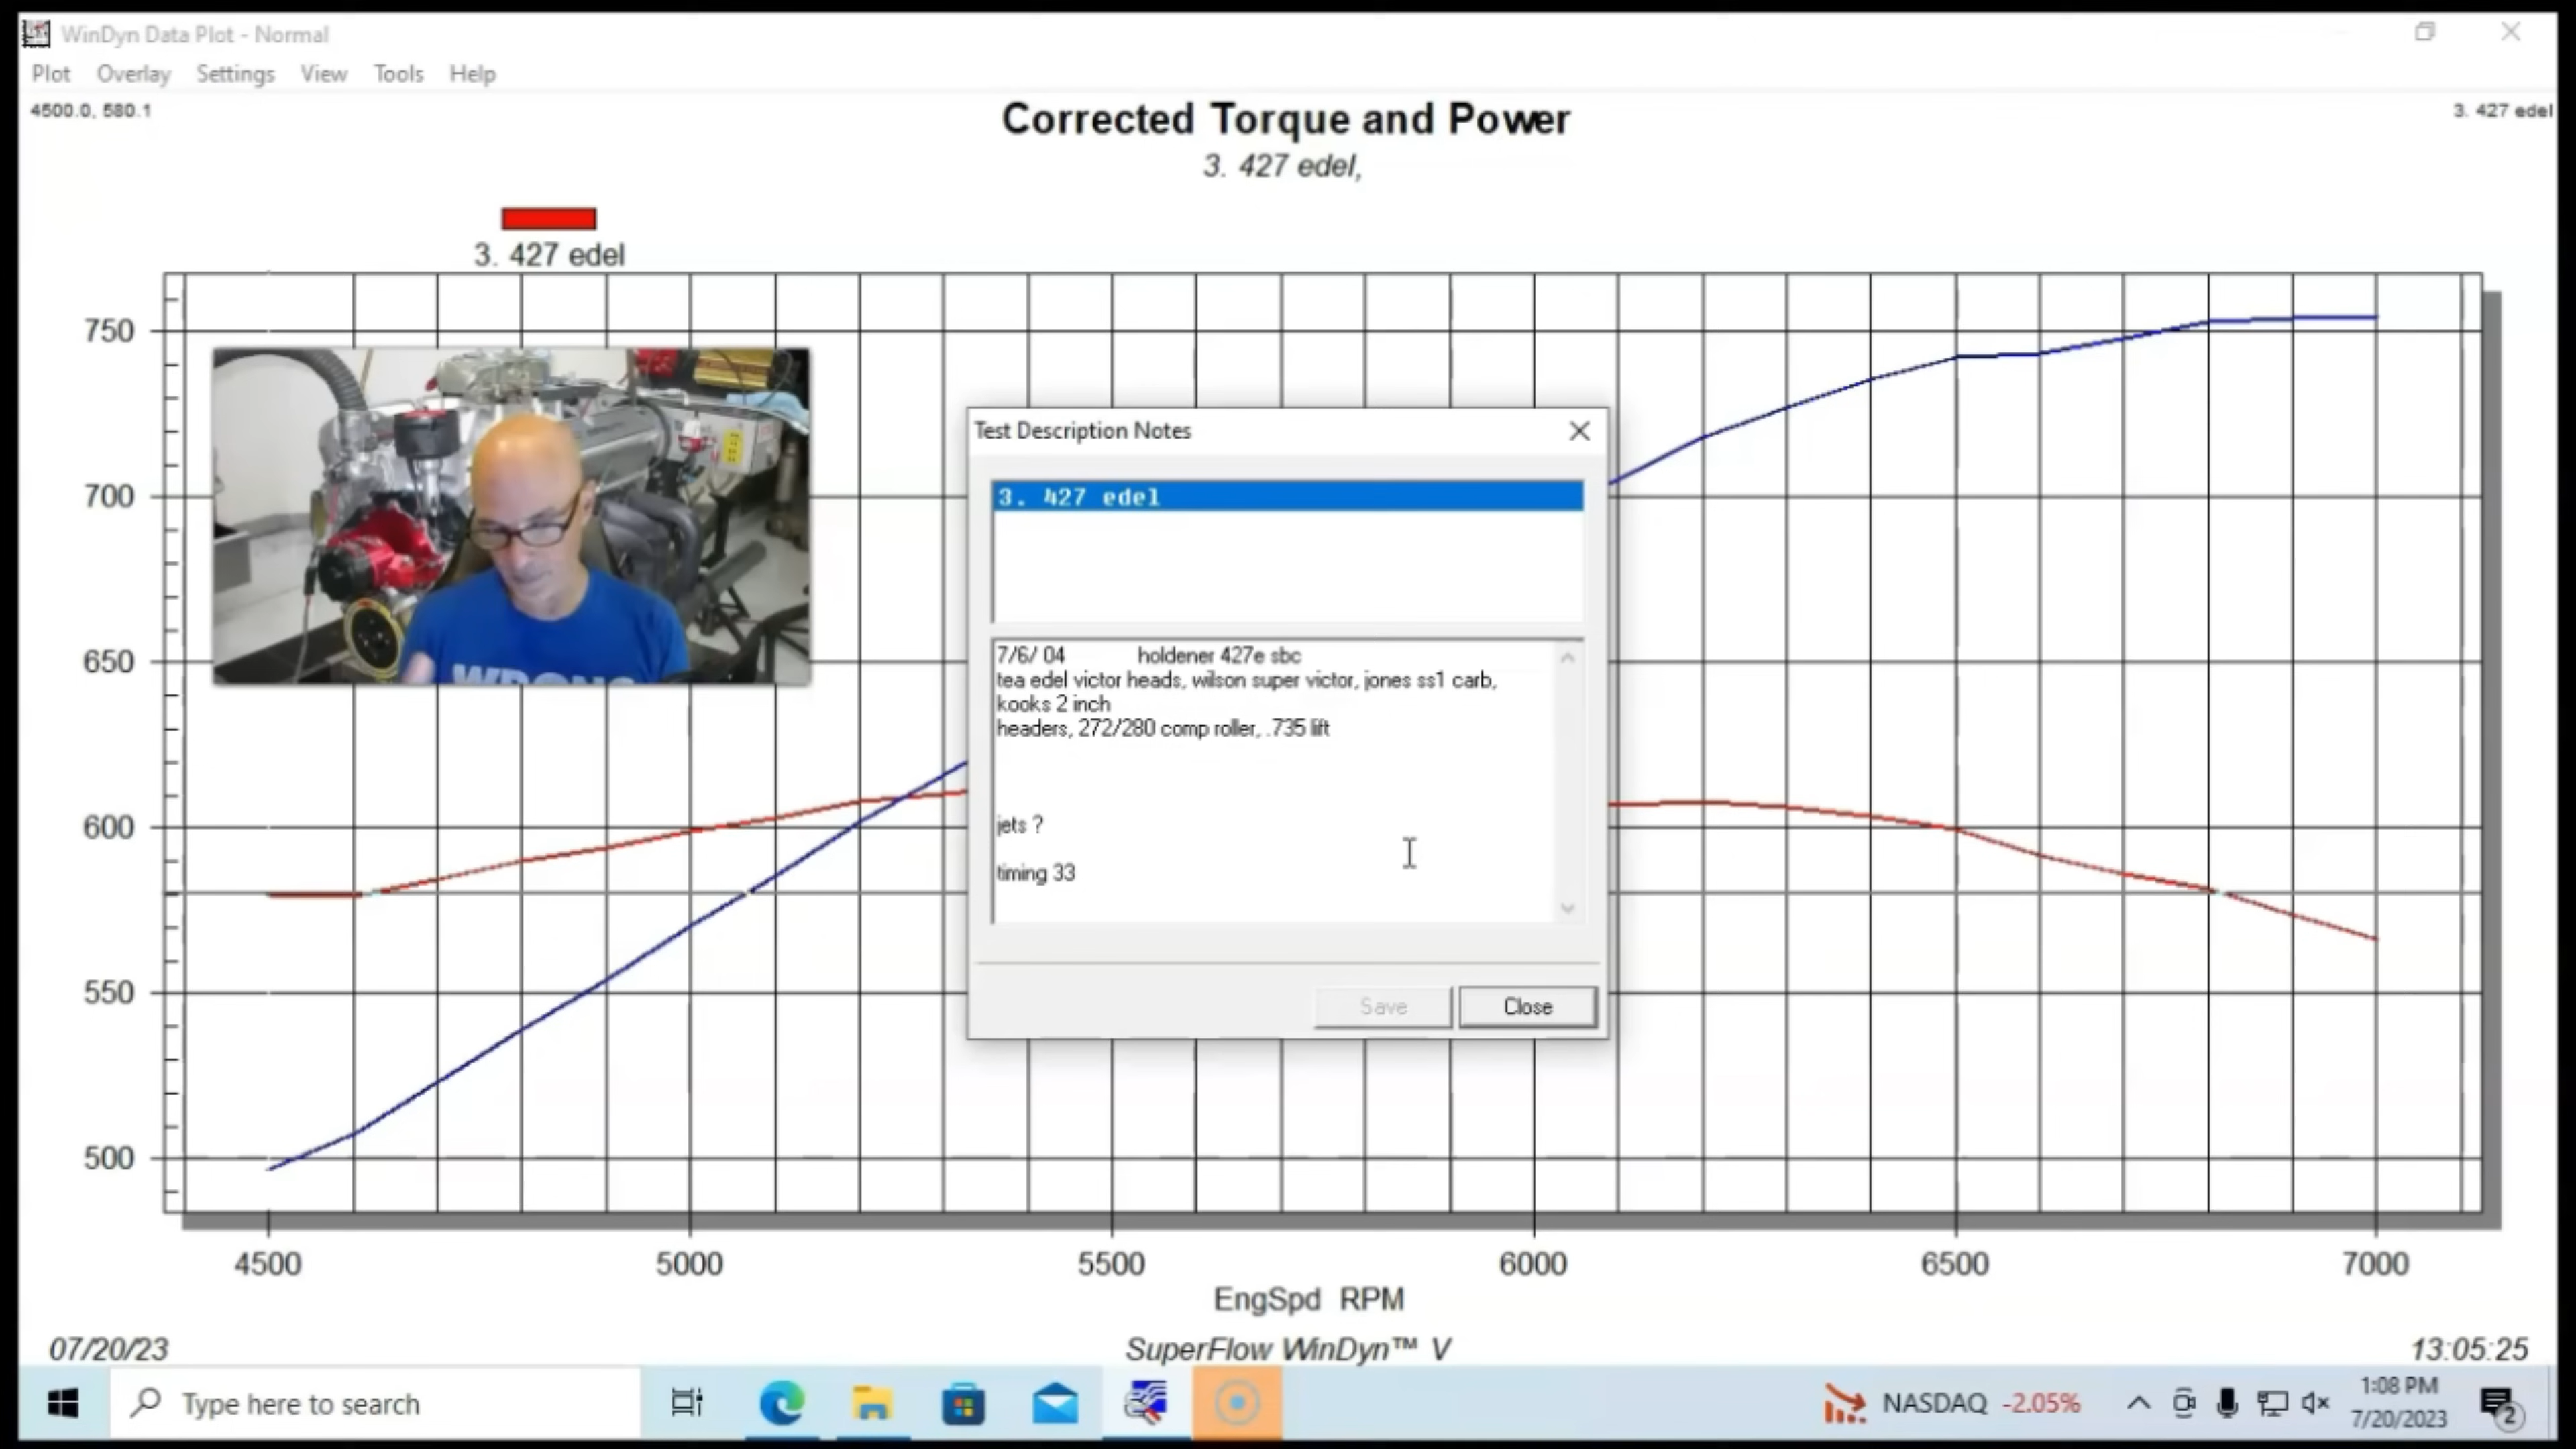 WinDyn Data Plot - Normal
Plot Overlay Settings View Tools Help
4500.0, 580.1
3. 427 edel
Corrected Torque and Power
3. 427 edel,
3. 427 edel
750
700
650
600
550
500
Test Description Notes
3. 427 edel
7/6/ 04 holdener 427e sbc
tea edel victor heads, wilson super victor, jones ss1 carb,
kooks 2 inch
headers, 272/280 comp roller, .735 lift
jets ?
timing 33
Save Close
WRONG
4500 5000 5500 6000 6500 7000
EngSpd RPM
07/20/23
SuperFlow WinDyn™ V
13:05:25
Type here to search
NASDAQ -2.05%
1:08 PM
7/20/2023
2